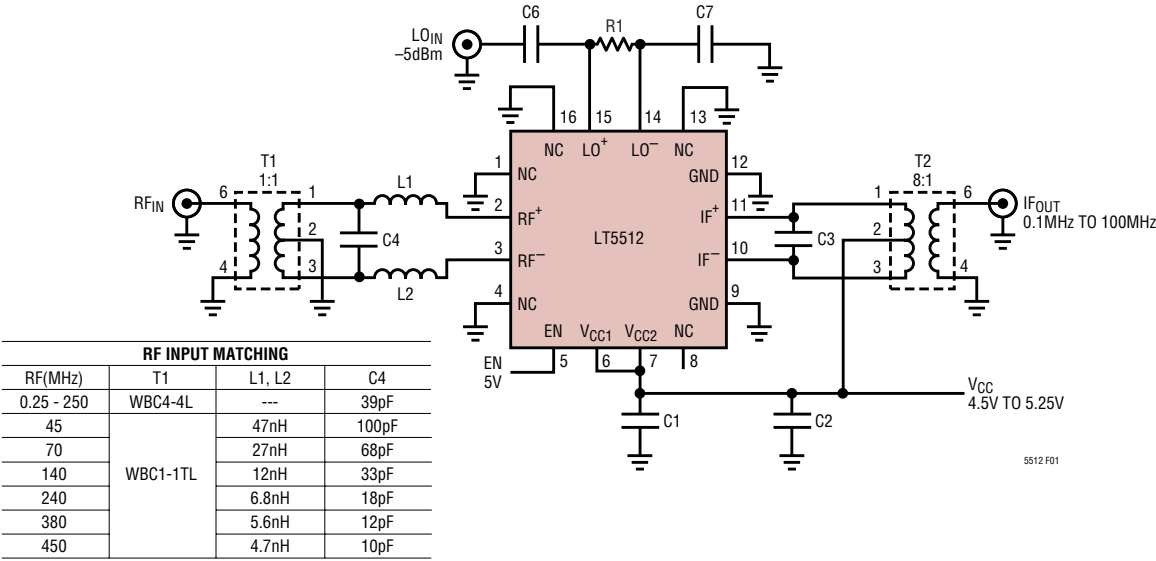 C6
R1
C7
LO_IN
–5dBm
16
15
14
13
NC
LO⁺
LO⁻
NC
1
NC
GND
12
T1
1:1
6
1
2
3
4
RF_IN
L1
C4
L2
2
RF⁺
LT5512
IF⁺
11
3
RF⁻
IF⁻
10
C3
4
NC
GND
9
T2
8:1
1
2
3
6
4
IF_OUT
0.1MHz TO 100MHz
EN
V_CC1
V_CC2
NC
EN
5V
5
6
7
8
V_CC
4.5V TO 5.25V
C1
C2
5512 F01
RF INPUT MATCHING
RF(MHz) T1 L1, L2 C4
0.25 - 250 WBC4-4L --- 39pF
45 47nH 100pF
70 27nH 68pF
140 WBC1-1TL 12nH 33pF
240 6.8nH 18pF
380 5.6nH 12pF
450 4.7nH 10pF